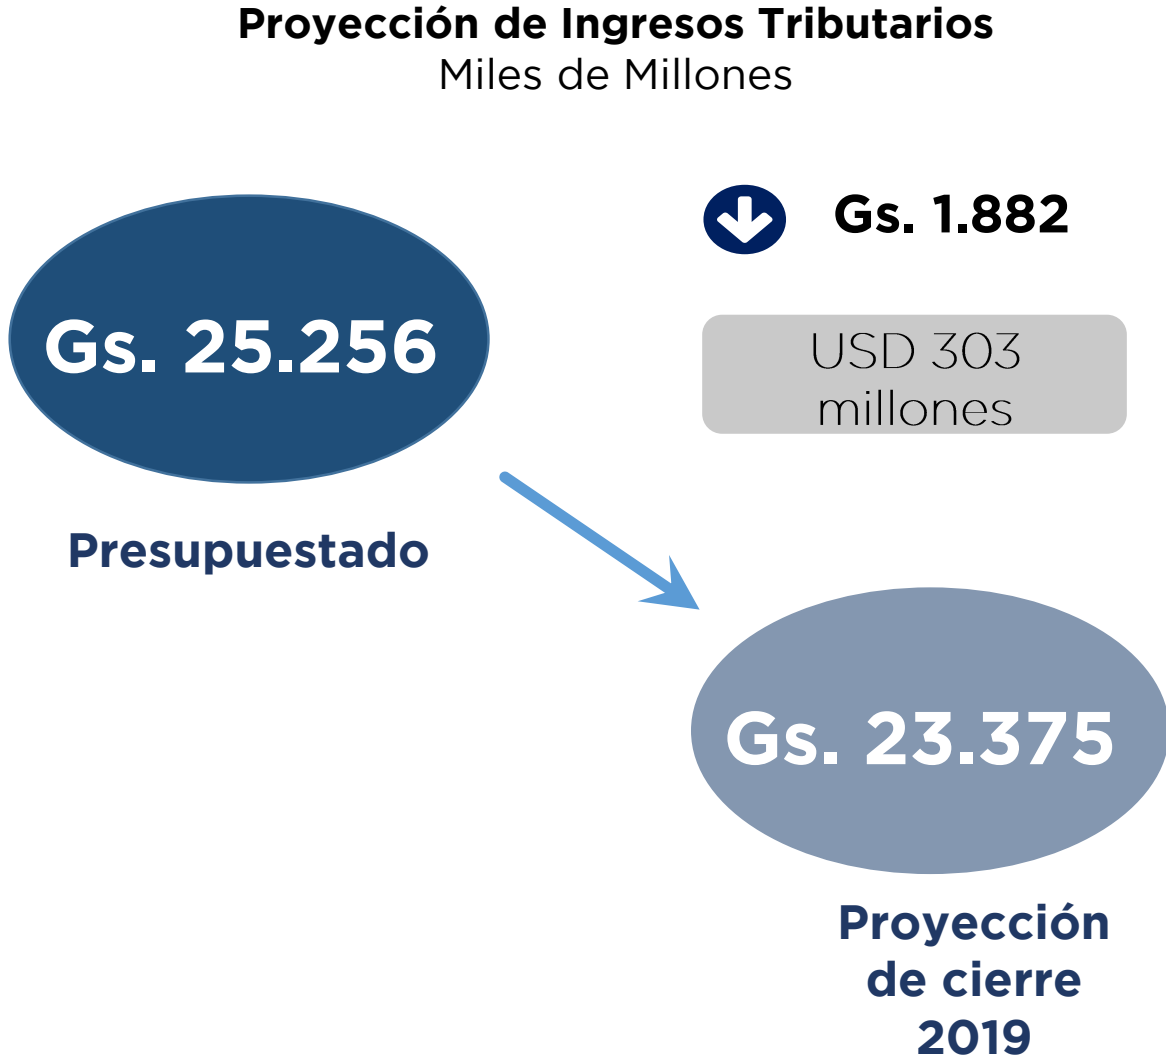 Proyección de Ingresos Tributarios
Miles de Millones
Gs. 1.882
Gs. 25.256
USD 303
millones
Presupuestado
Gs. 23.375
Proyección
de cierre
2019